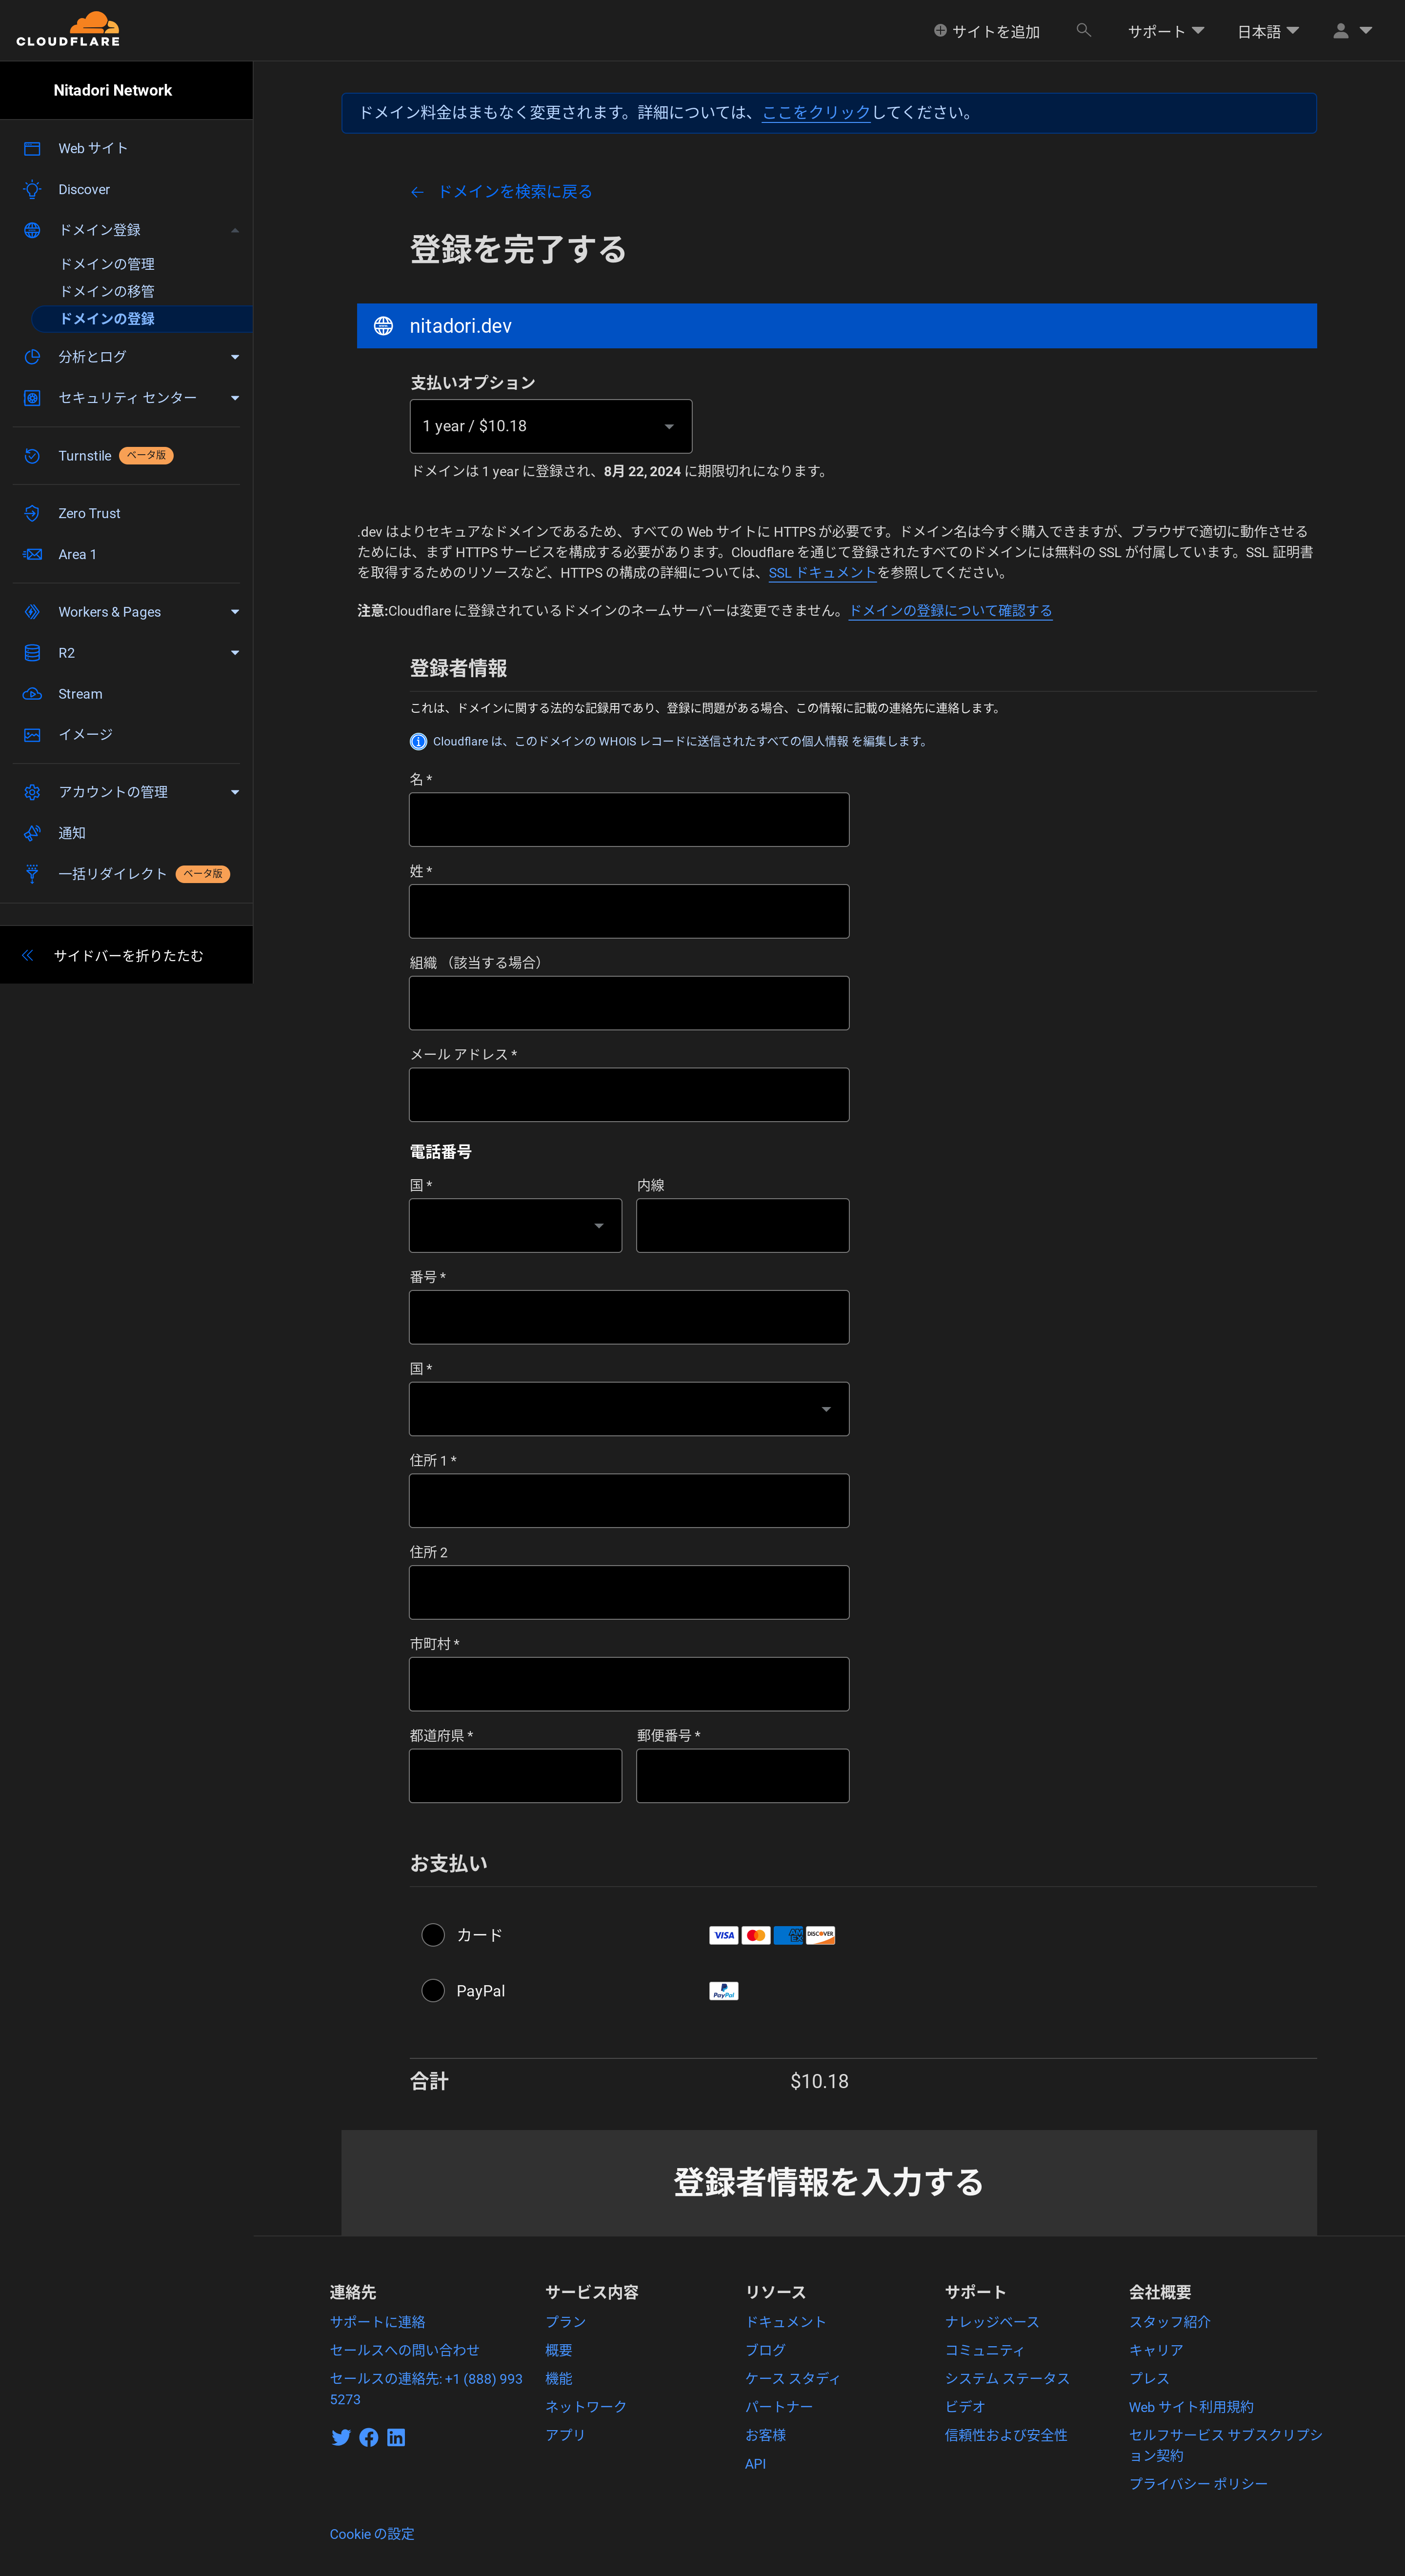 CLOUDFLARE
サイトを追加
サポート
日本語
Nitadori Network
Web サイト
Discover
ドメイン登録
ドメインの管理
ドメインの移管
ドメインの登録
分析とログ
セキュリティ センター
Turnstile ベータ版
Zero Trust
Area 1
Workers & Pages
R2
Stream
イメージ
アカウントの管理
通知
一括リダイレクト ベータ版
サイドバーを折りたたむ
ドメイン料金はまもなく変更されます。詳細については、ここをクリックしてください。
ドメインを検索に戻る
登録を完了する
nitadori.dev
支払いオプション
1 year / $10.18
ドメインは 1 year に登録され、8月 22, 2024 に期限切れになります。
.dev はよりセキュアなドメインであるため、すべての Web サイトに HTTPS が必要です。ドメイン名は今すぐ購入できますが、ブラウザで適切に動作させる
ためには、まず HTTPS サービスを構成する必要があります。Cloudflare を通じて登録されたすべてのドメインには無料の SSL が付属しています。SSL 証明書
を取得するためのリソースなど、HTTPS の構成の詳細については、SSL ドキュメントを参照してください。
注意:Cloudflare に登録されているドメインのネームサーバーは変更できません。ドメインの登録について確認する
登録者情報
これは、ドメインに関する法的な記録用であり、登録に問題がある場合、この情報に記載の連絡先に連絡します。
Cloudflare は、このドメインの WHOIS レコードに送信されたすべての個人情報 を編集します。
名 *
姓 *
組織 （該当する場合）
メール アドレス *
電話番号
国 *
内線
番号 *
国 *
住所 1 *
住所 2
市町村 *
都道府県 *
郵便番号 *
お支払い
カード
VISA
AMEX
DISCOVER
PayPal
PayPal
合計 $10.18
登録者情報を入力する
連絡先
サポートに連絡
セールスへの問い合わせ
セールスの連絡先: +1 (888) 993
5273
サービス内容
プラン
概要
機能
ネットワーク
アプリ
リソース
ドキュメント
ブログ
ケース スタディ
パートナー
お客様
API
サポート
ナレッジベース
コミュニティ
システム ステータス
ビデオ
信頼性および安全性
会社概要
スタッフ紹介
キャリア
プレス
Web サイト利用規約
セルフサービス サブスクリプシ
ョン契約
プライバシー ポリシー
Cookie の設定